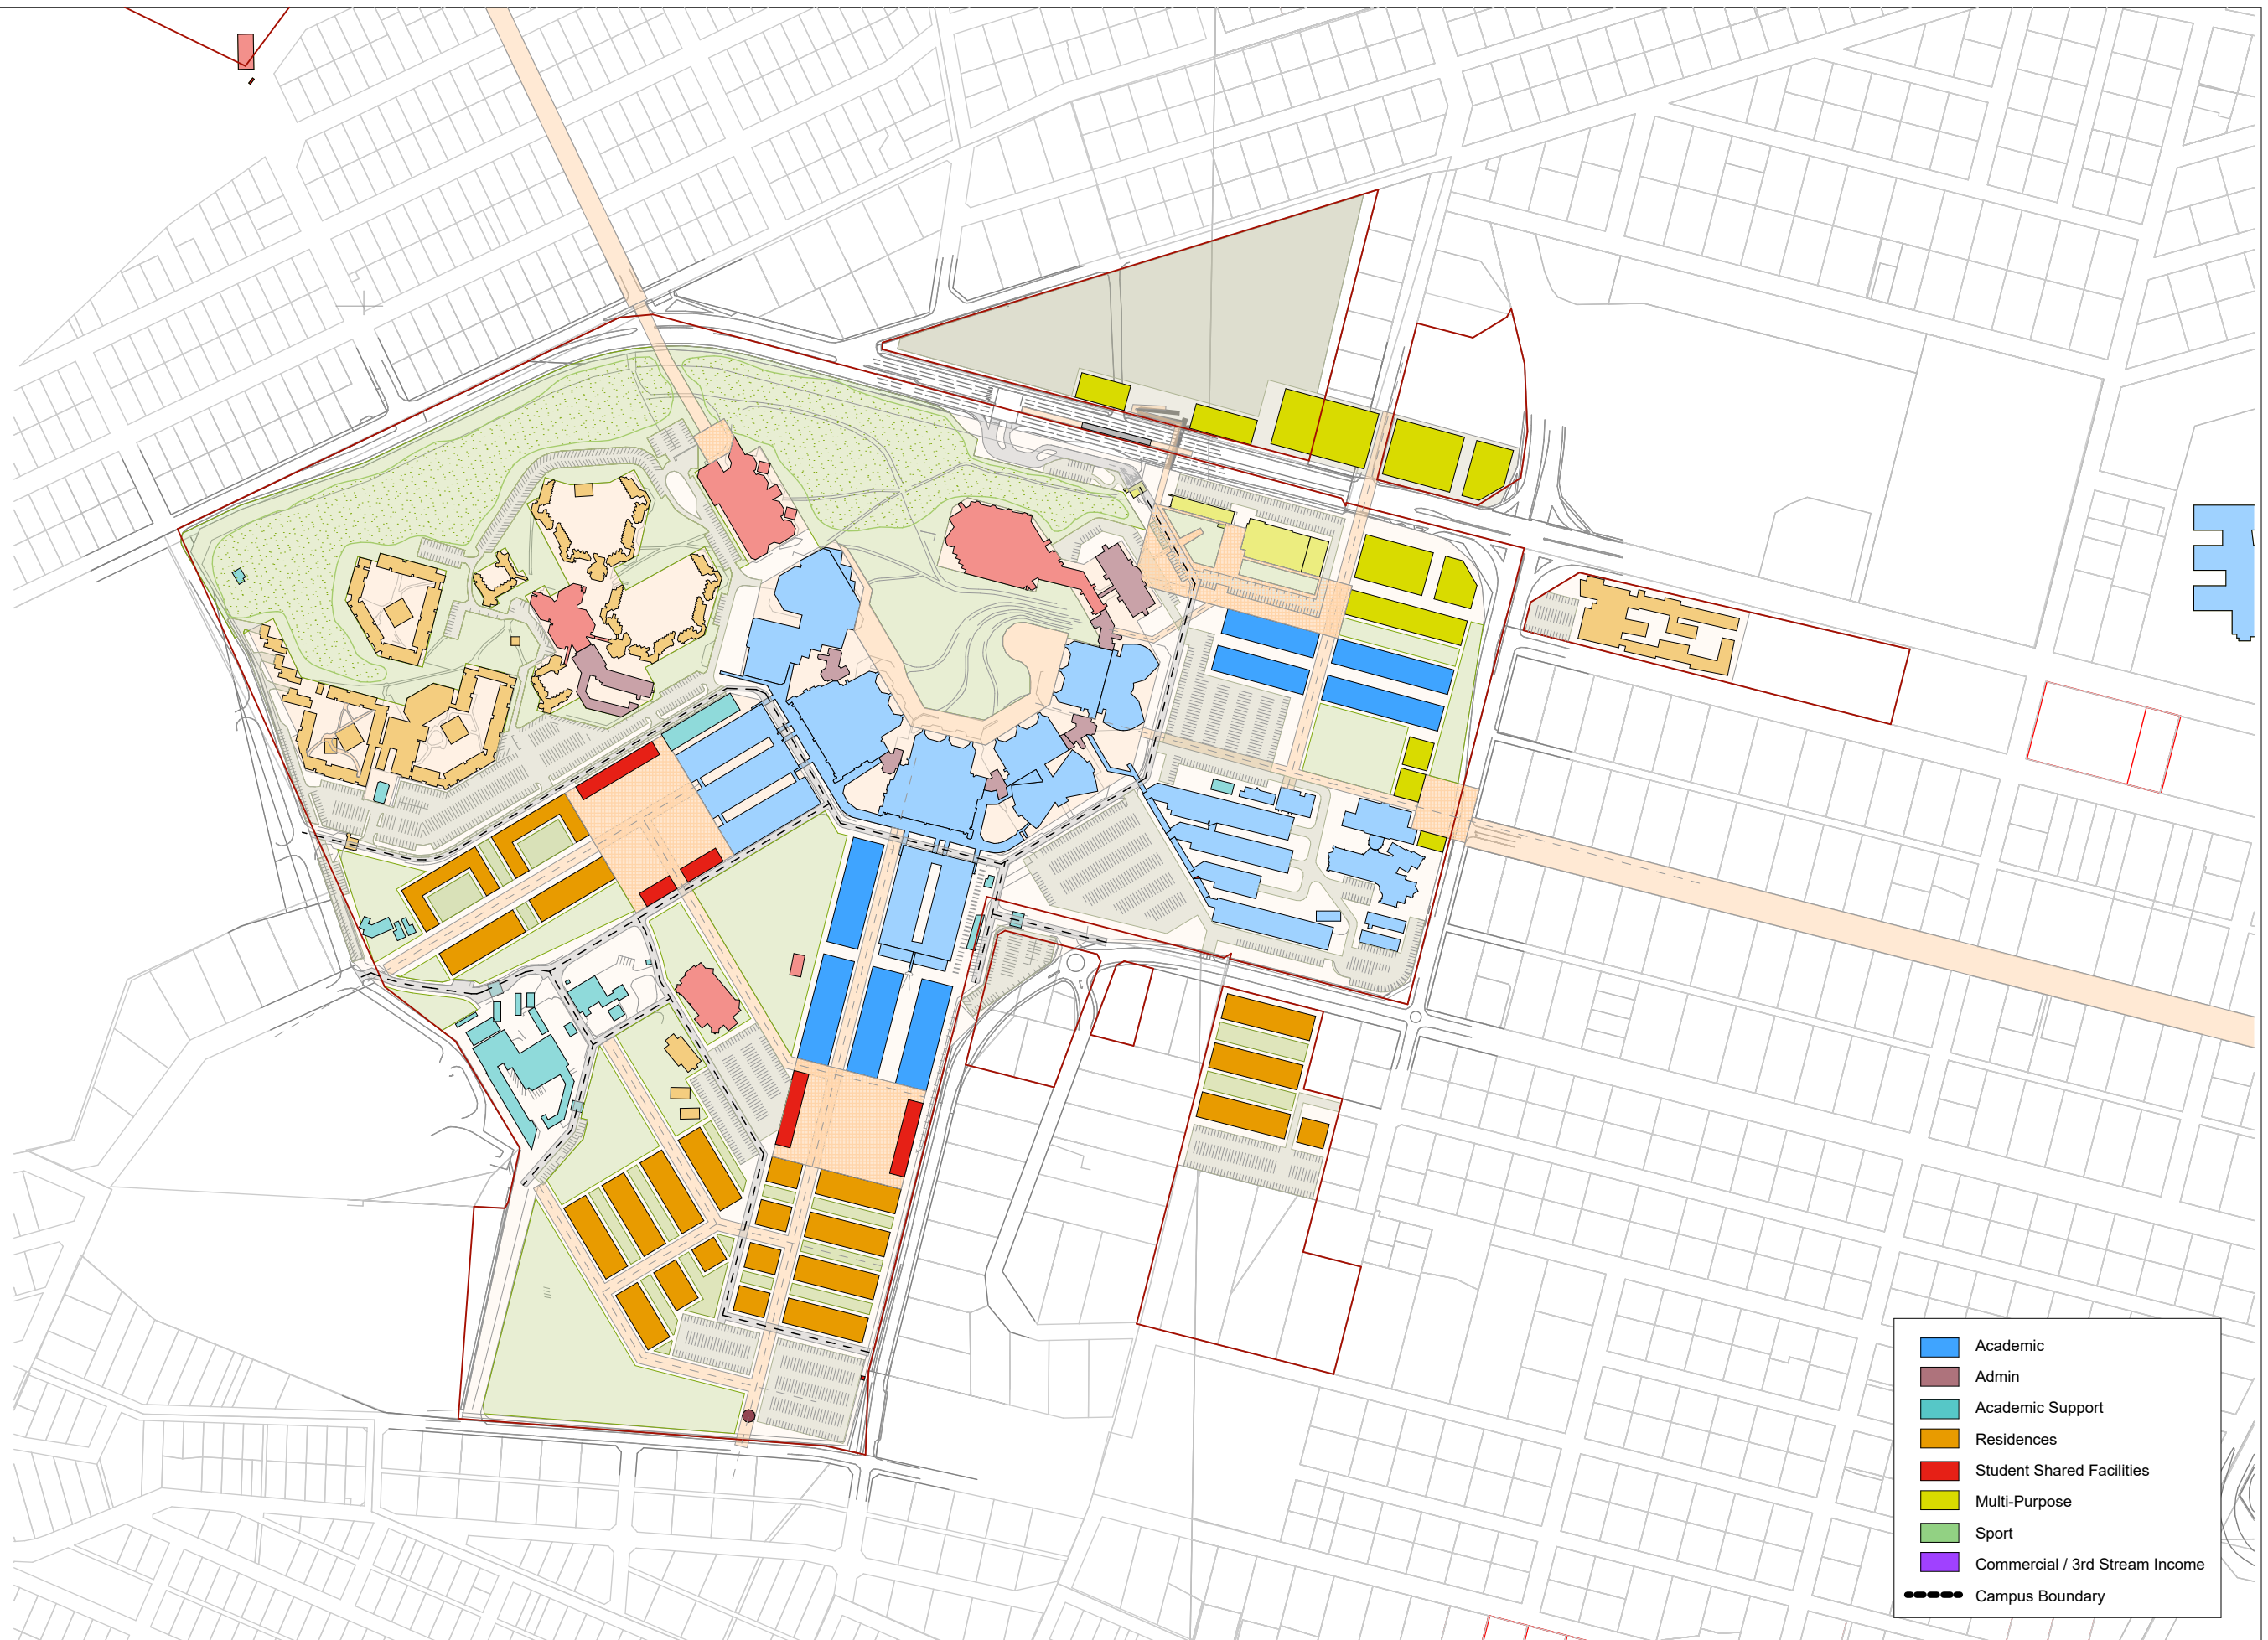 Academic
Admin
Academic Support
Residences
Student Shared Facilities
Multi-Purpose
Sport
Commercial / 3rd Stream Income
Campus Boundary